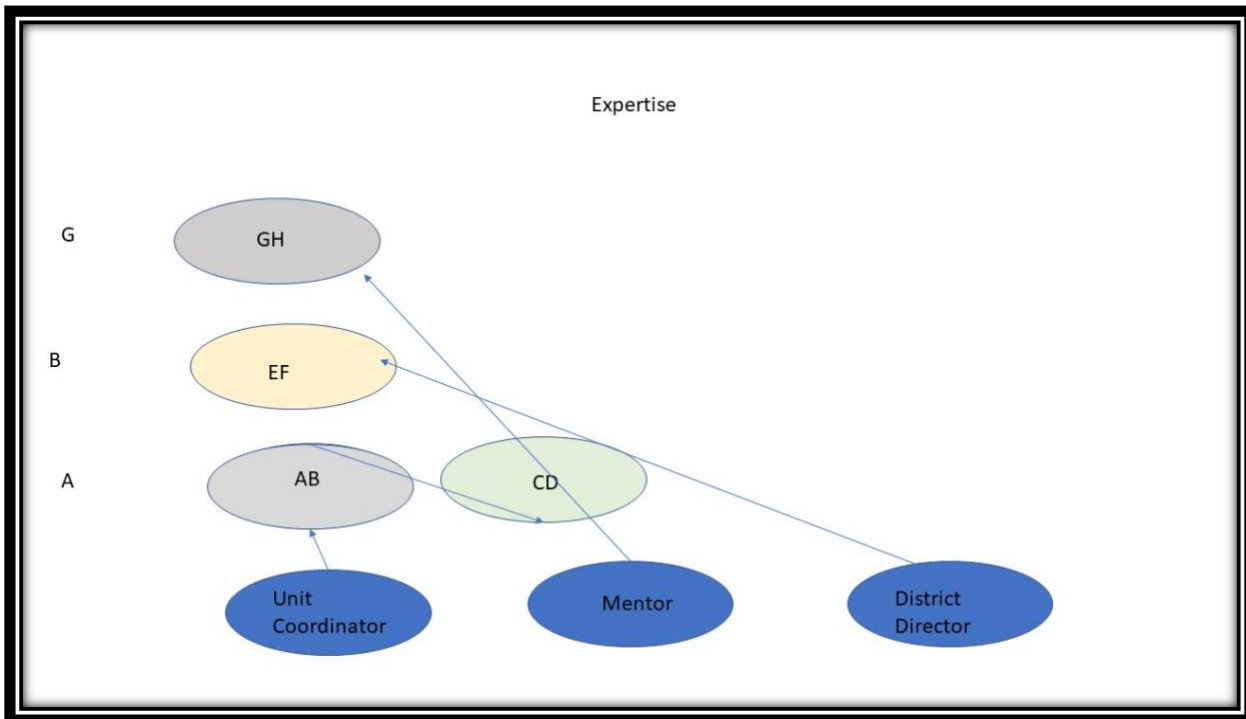 Expertise
G
GH
B
EF
A
AB
CD
Unit
Coordinator
Mentor
District
Director